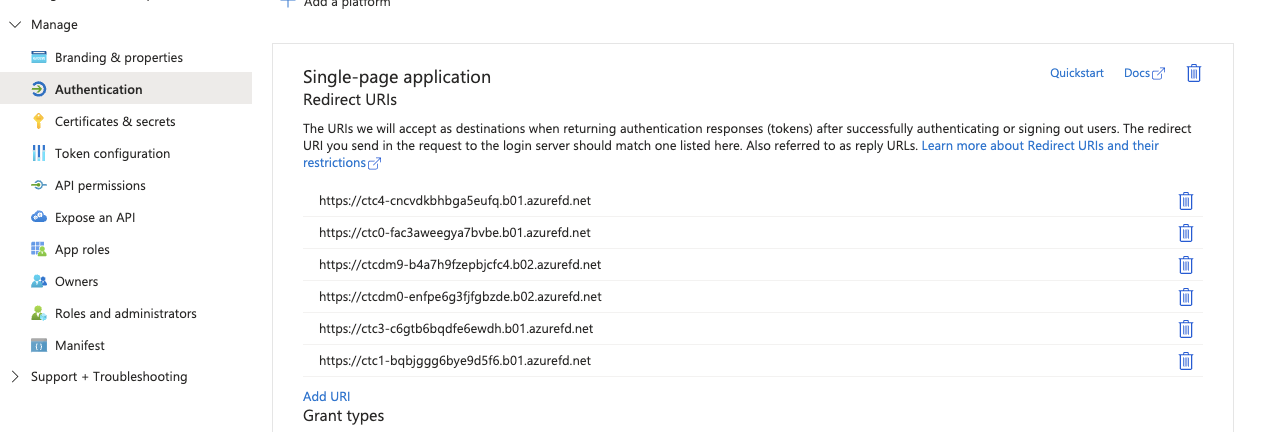 Add a platform
Manage
Branding & properties
Authentication
Certificates & secrets
Token configuration
API permissions
Expose an API
App roles
Owners
Roles and administrators
Manifest
Support + Troubleshooting
Single-page application
Quickstart
Docs
Redirect URIs
The URIs we will accept as destinations when returning authentication responses (tokens) after successfully authenticating or signing out users. The redirect
URI you send in the request to the login server should match one listed here. Also referred to as reply URLs. Learn more about Redirect URIs and their
restrictions
https://ctc4-cncvdkbhbga5eufq.b01.azurefd.net
https://ctc0-fac3aweegya7bvbe.b01.azurefd.net
https://ctcdm9-b4a7h9fzepbjcfc4.b02.azurefd.net
https://ctcdm0-enfpe6g3fjfgbzde.b02.azurefd.net
https://ctc3-c6gtb6bqdfe6ewdh.b01.azurefd.net
https://ctc1-bqbjggg6bye9d5f6.b01.azurefd.net
Add URI
Grant types